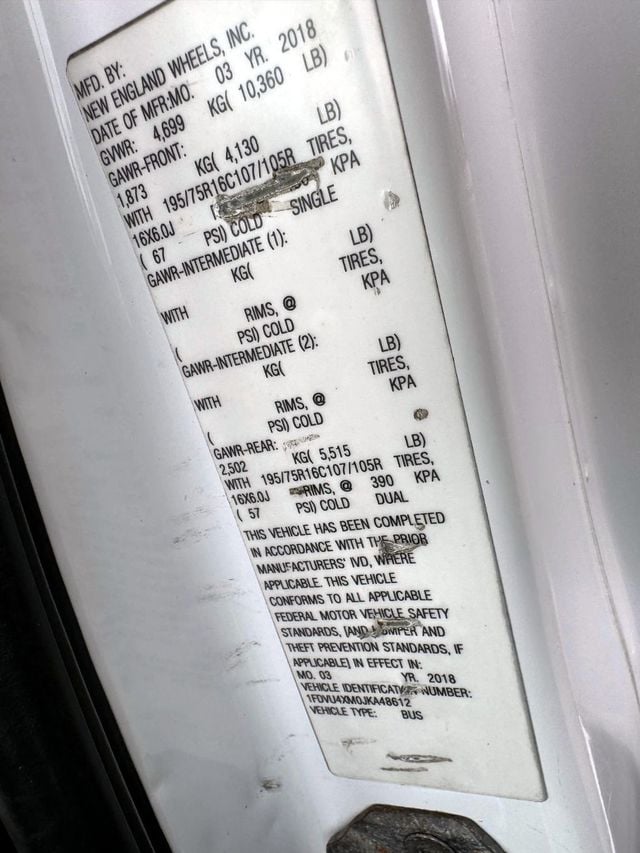 MFD. BY:
NEW ENGLAND WHEELS, INC.
DATE OF MFR:MO. 03 YR. 2018
GVWR: 4,699 KG( 10,360 LB)
GAWR-FRONT:
1,873 KG( 4,130 LB)
WITH 195/75R16C107/105R TIRES,
16X6.0J KPA
( 67 PSI) COLD SINGLE
GAWR-INTERMEDIATE (1):
KG( LB)
WITH TIRES,
RIMS, @ KPA
( PSI) COLD
GAWR-INTERMEDIATE (2):
KG( LB)
WITH TIRES,
RIMS, @ KPA
( PSI) COLD
GAWR-REAR:
2,502 KG( 5,515 LB)
WITH 195/75R16C107/105R TIRES,
16X6.0J RIMS, @ 390 KPA
( 57 PSI) COLD DUAL
THIS VEHICLE HAS BEEN COMPLETED
IN ACCORDANCE WITH THE PRIOR
MANUFACTURERS' IVD, WHERE
APPLICABLE. THIS VEHICLE
CONFORMS TO ALL APPLICABLE
FEDERAL MOTOR VEHICLE SAFETY
STANDARDS, [AND BUMPER AND
THEFT PREVENTION STANDARDS, IF
APPLICABLE] IN EFFECT IN:
MO. 03 YR. 2018
VEHICLE IDENTIFICATION NUMBER:
1FDVU4XM0JKA48612
VEHICLE TYPE: BUS